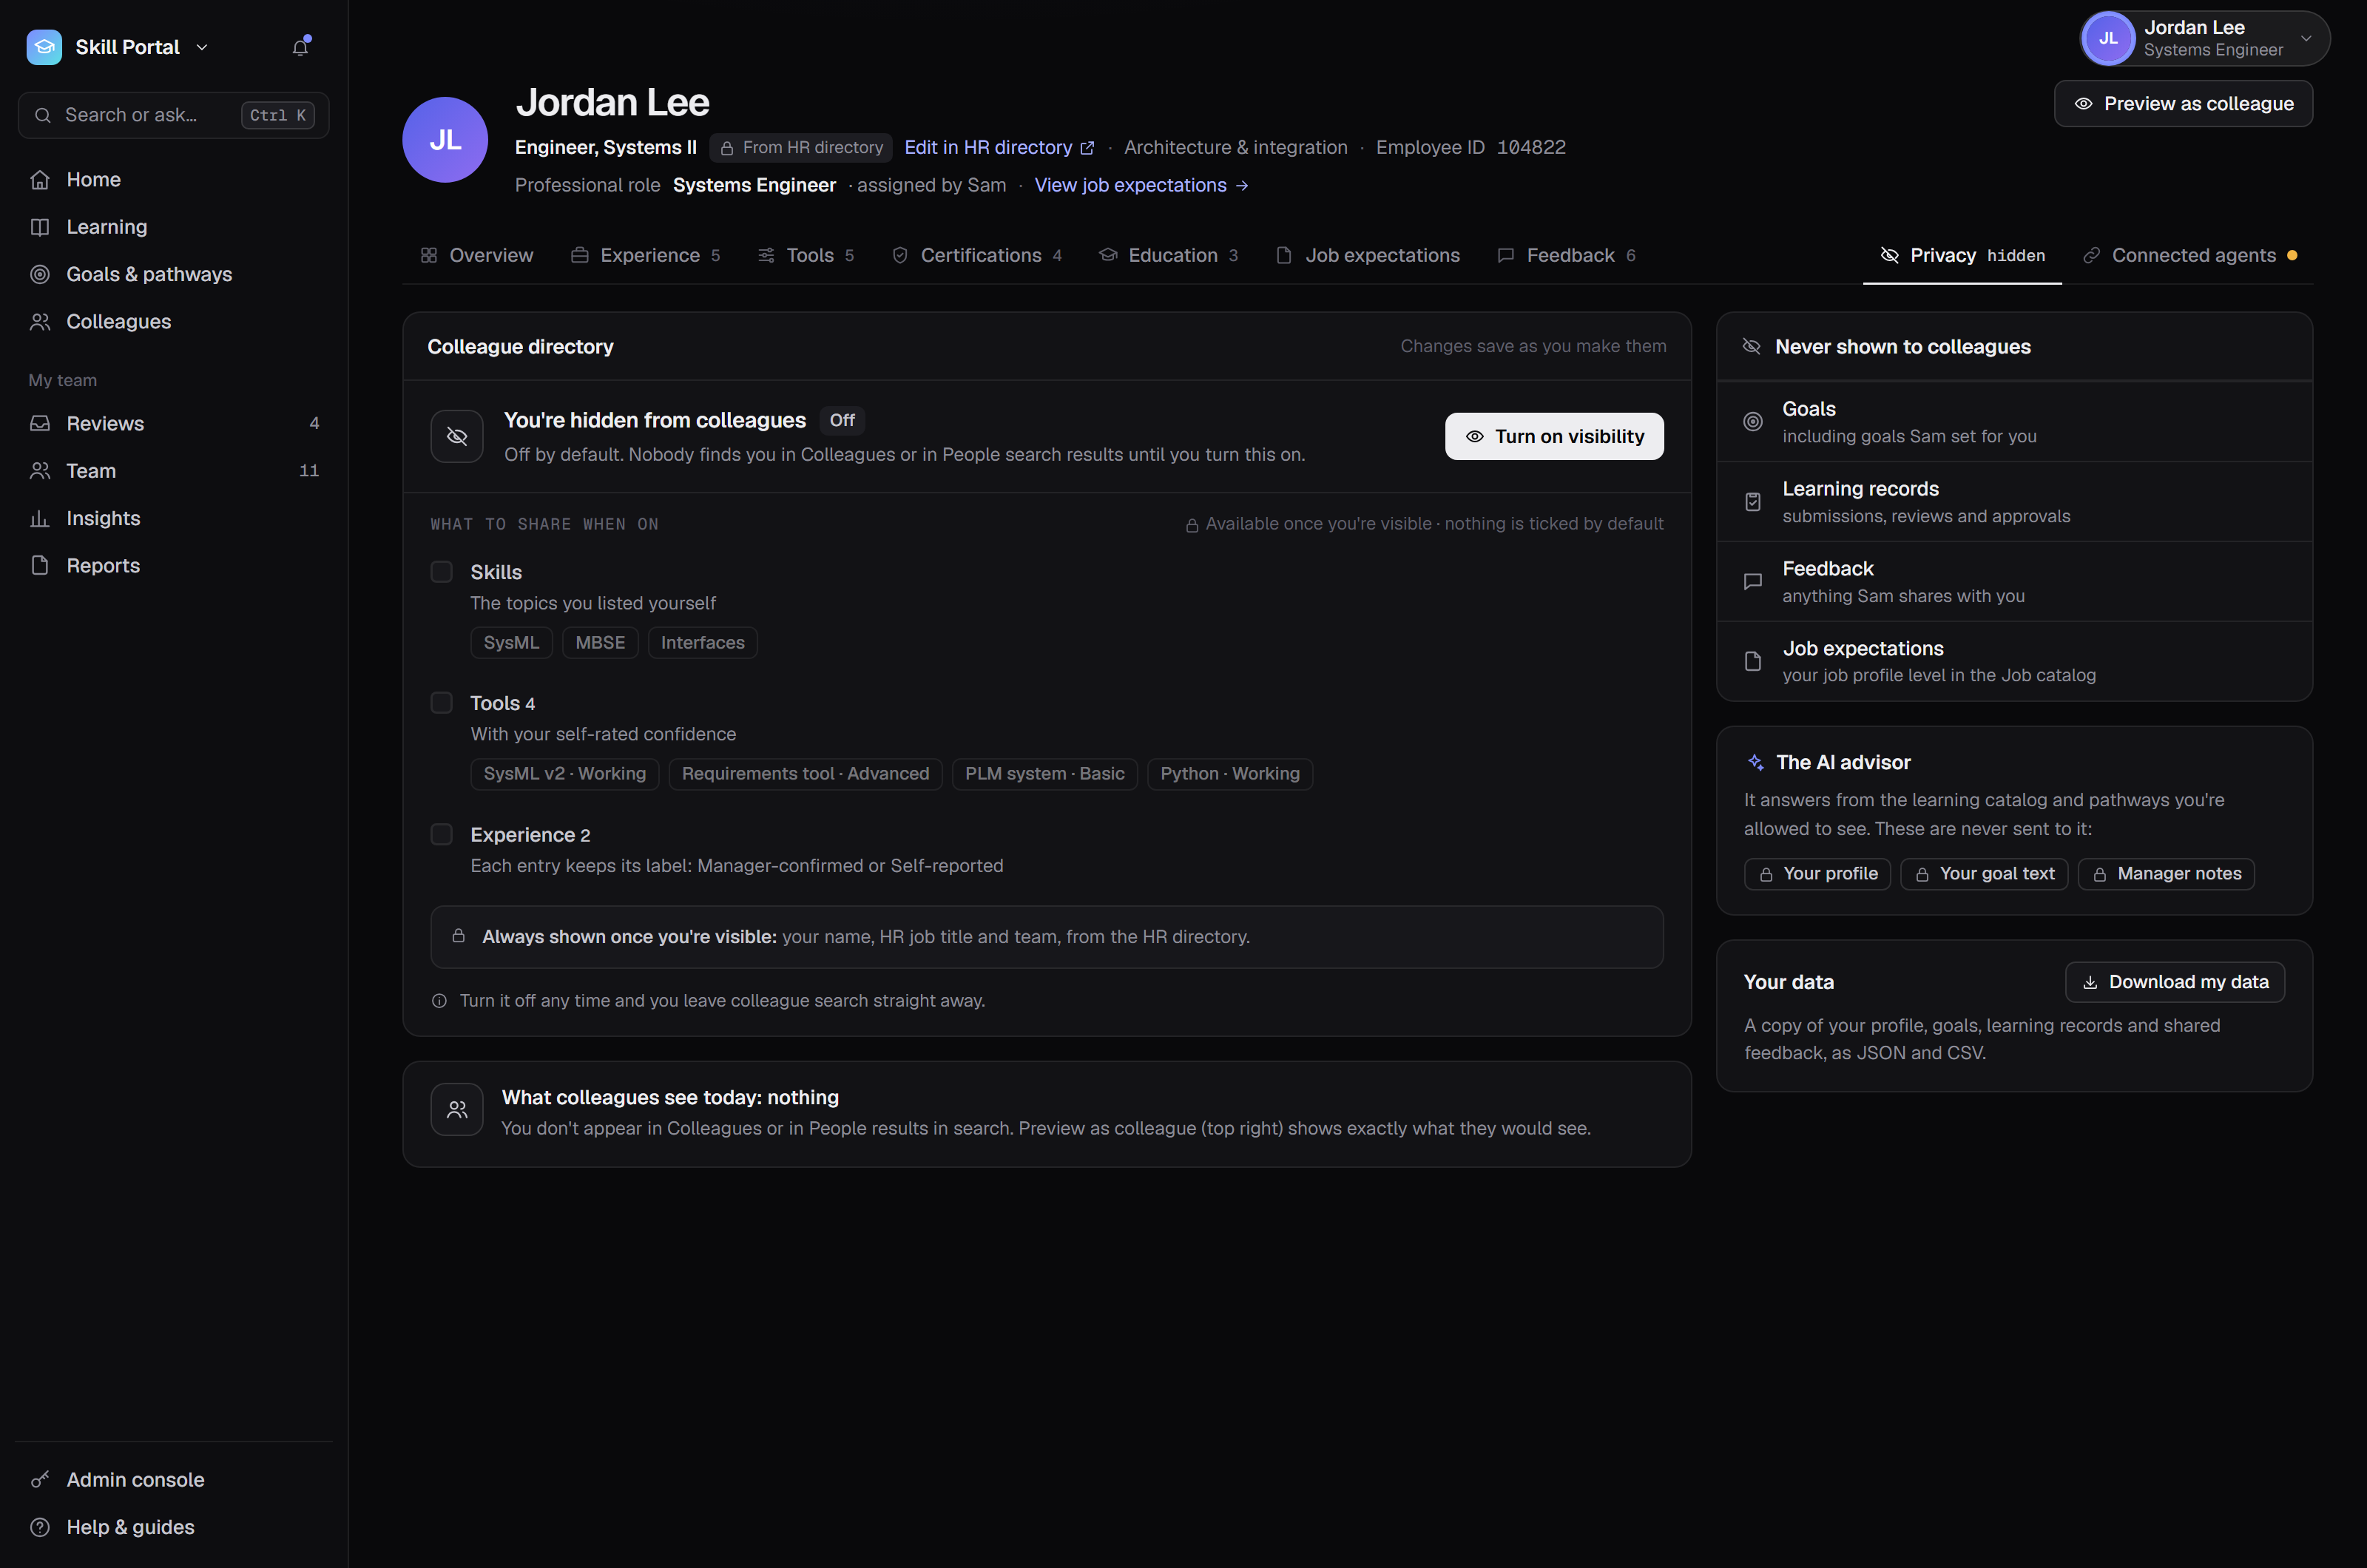 Skill Portal
Search or ask... Ctrl K
Home
Learning
Goals & pathways
Colleagues
My team
Reviews 4
Team 11
Insights
Reports
Admin console
Help & guides
JL Jordan Lee
Systems Engineer
JL
Jordan Lee
Preview as colleague
Engineer, Systems II From HR directory Edit in HR directory · Architecture & integration · Employee ID 104822
Professional role Systems Engineer · assigned by Sam · View job expectations →
Overview Experience 5 Tools 5 Certifications 4 Education 3 Job expectations Feedback 6 Privacy hidden Connected agents
Colleague directory Changes save as you make them
You're hidden from colleagues Off
Off by default. Nobody finds you in Colleagues or in People search results until you turn this on.
Turn on visibility
WHAT TO SHARE WHEN ON Available once you're visible · nothing is ticked by default
Skills
The topics you listed yourself
SysML MBSE Interfaces
Tools 4
With your self-rated confidence
SysML v2 · Working Requirements tool · Advanced PLM system · Basic Python · Working
Experience 2
Each entry keeps its label: Manager-confirmed or Self-reported
Always shown once you're visible: your name, HR job title and team, from the HR directory.
Turn it off any time and you leave colleague search straight away.
What colleagues see today: nothing
You don't appear in Colleagues or in People results in search. Preview as colleague (top right) shows exactly what they would see.
Never shown to colleagues
Goals
including goals Sam set for you
Learning records
submissions, reviews and approvals
Feedback
anything Sam shares with you
Job expectations
your job profile level in the Job catalog
The AI advisor
It answers from the learning catalog and pathways you're
allowed to see. These are never sent to it:
Your profile Your goal text Manager notes
Your data Download my data
A copy of your profile, goals, learning records and shared
feedback, as JSON and CSV.